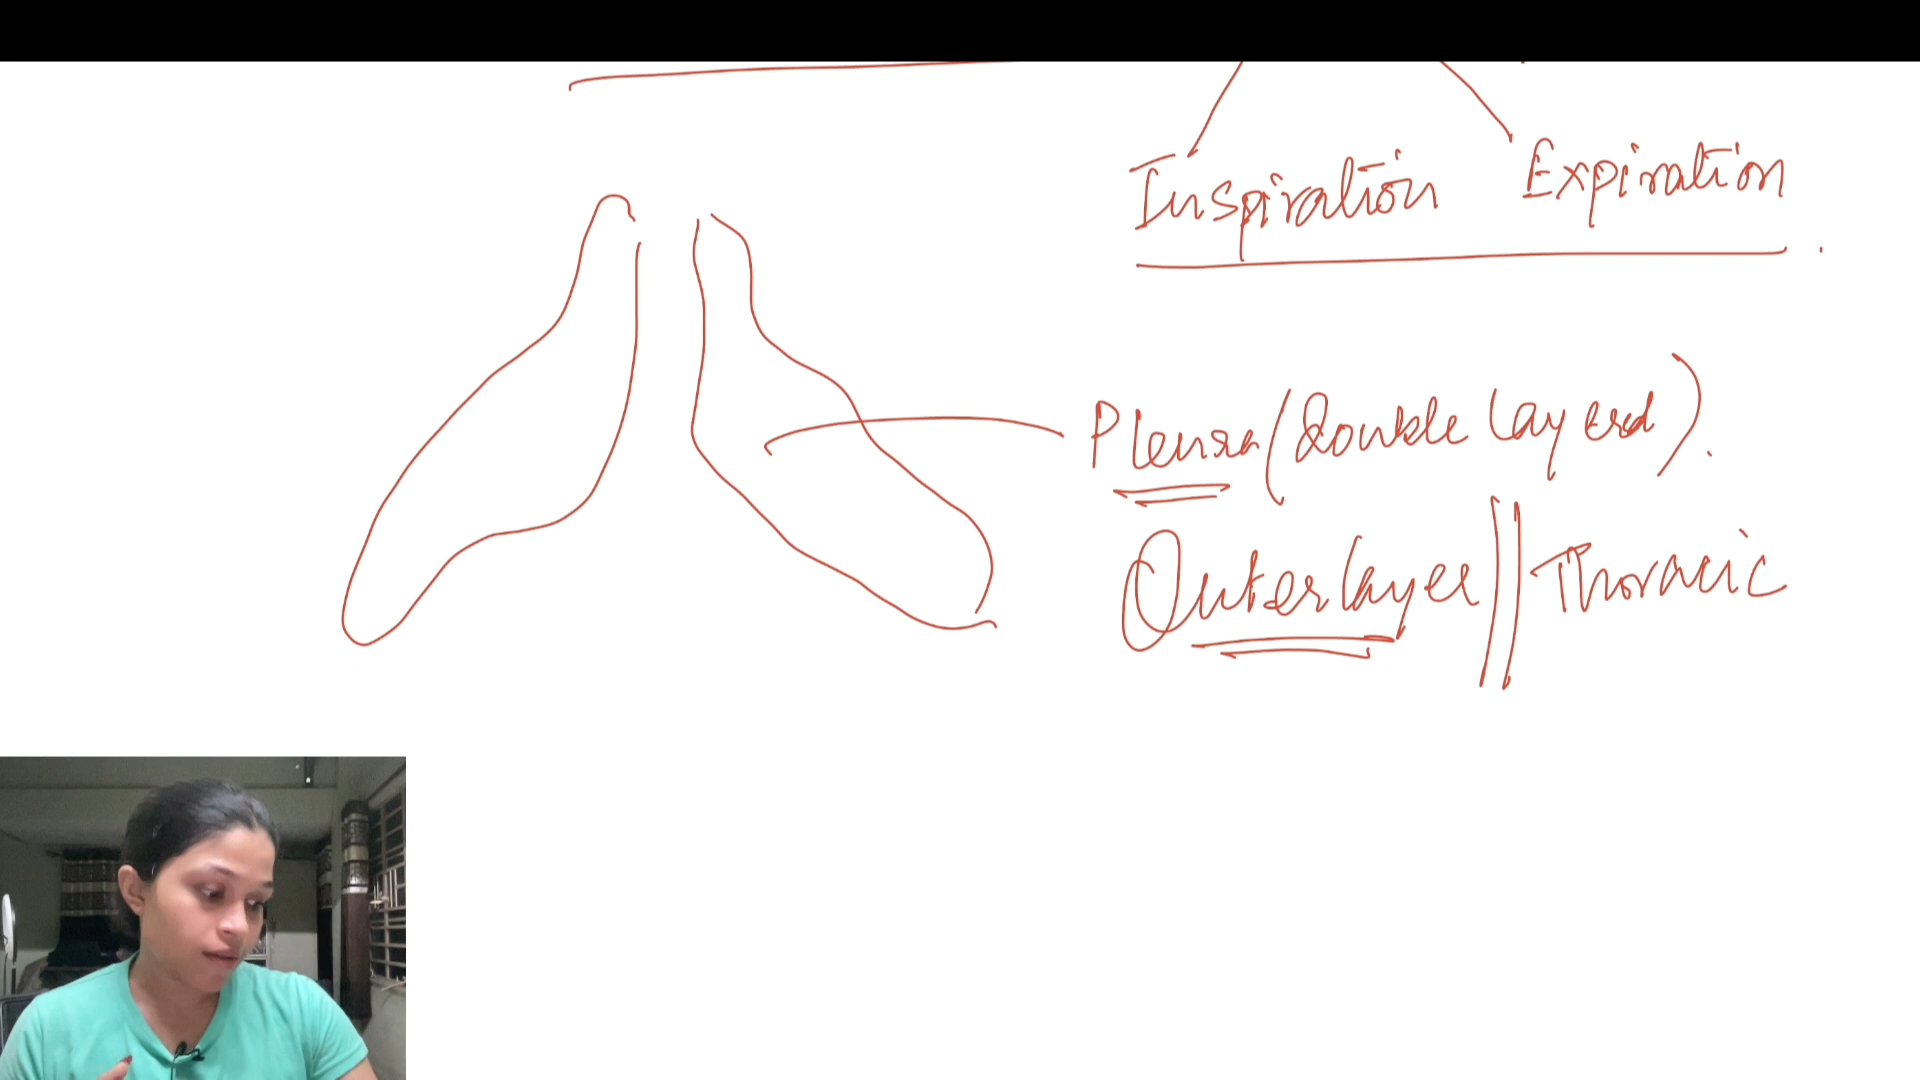 Inspiration Expiration
Pleura (Double layered).
Outer layer || Thoracic